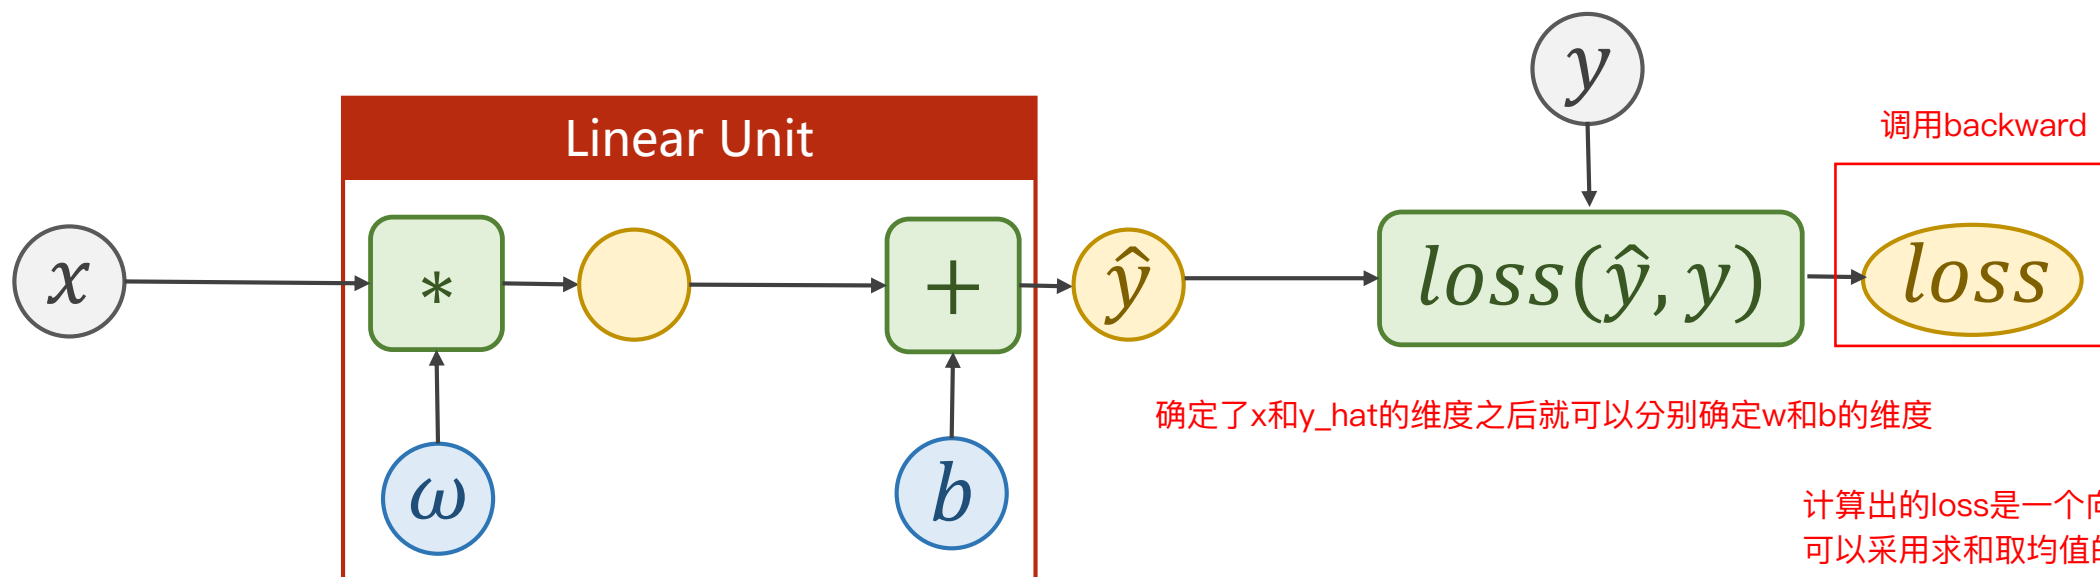 y
调用backward
Linear Unit
x
*
+
ŷ
loss(ŷ, y)
loss
确定了x和y_hat的维度之后就可以分别确定w和b的维度
ω
b
计算出的loss是一个
可以采用求和取均值